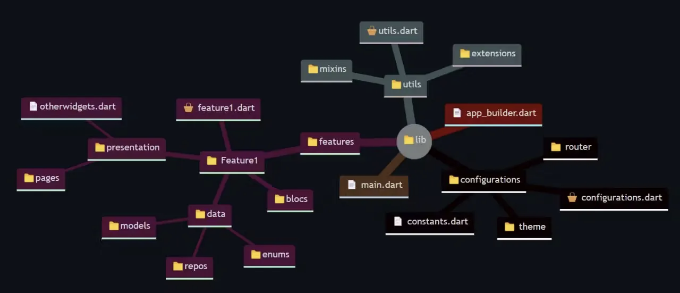 utils.dart
extensions
mixins
utils
otherwidgets.dart
feature1.dart
app_builder.dart
features
lib
presentation
Feature1
router
pages
main.dart
configurations
blocs
configurations.dart
data
models
constants.dart
theme
enums
repos